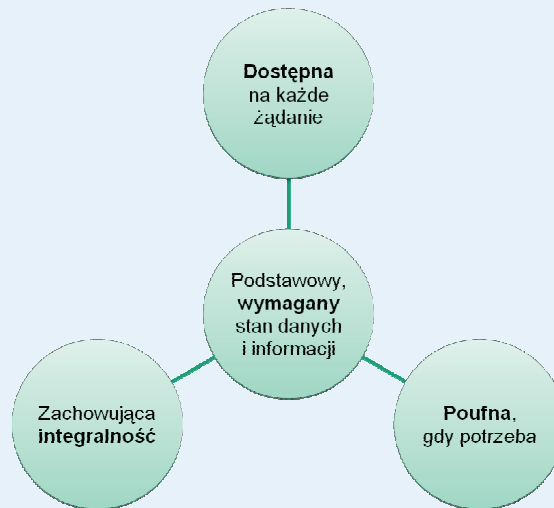 Dostępna
na każde
żądanie
Podstawowy,
wymagany
stan danych
i informacji
Zachowująca
integralność
Poufna,
gdy potrzeba